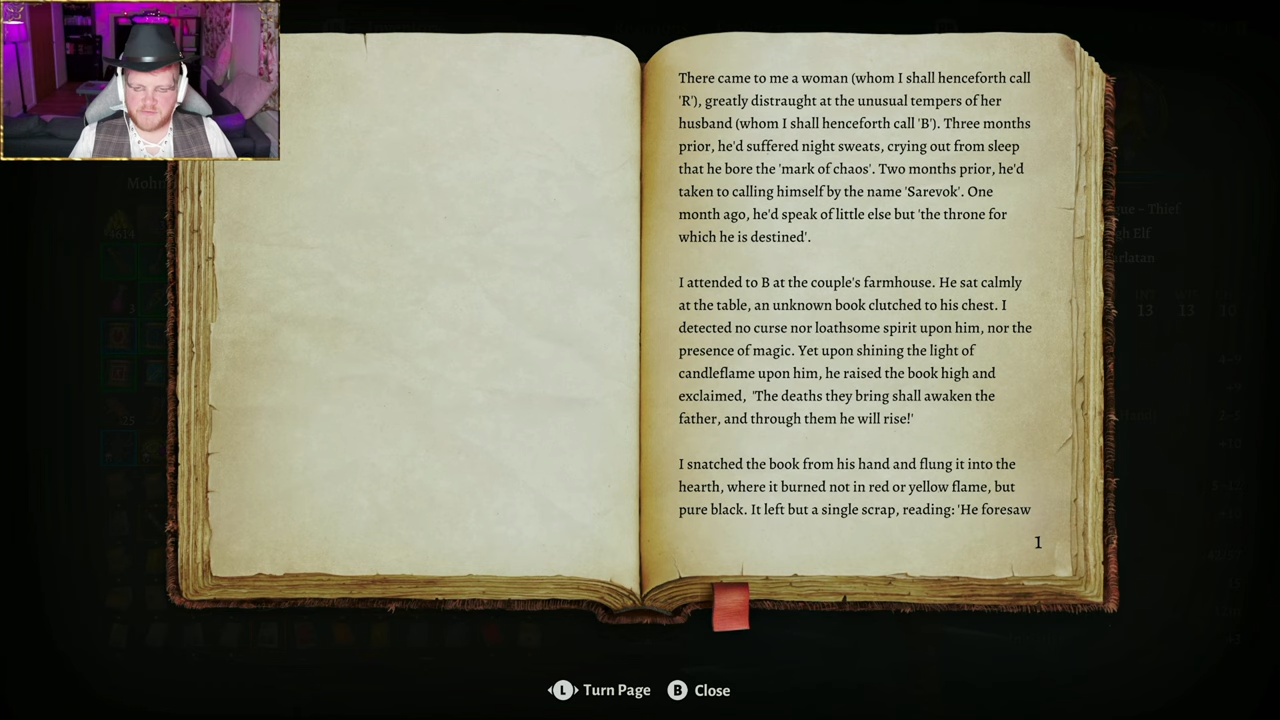 There came to me a woman (whom I shall henceforth call
'R'), greatly distraught at the unusual tempers of her
husband (whom I shall henceforth call 'B'). Three months
prior, he'd suffered night sweats, crying out from sleep
that he bore the 'mark of chaos'. Two months prior, he'd
taken to calling himself by the name 'Sarevok'. One
month ago, he'd speak of little else but 'the throne for
which he is destined'.
I attended to B at the couple's farmhouse. He sat calmly
at the table, an unknown book clutched to his chest. I
detected no curse nor loathsome spirit upon him, nor the
presence of magic. Yet upon shining the light of
candleflame upon him, he raised the book high and
exclaimed, 'The deaths they bring shall awaken the
father, and through them he will rise!'
I snatched the book from his hand and flung it into the
hearth, where it burned not in red or yellow flame, but
pure black. It left but a single scrap, reading: 'He foresaw
1
L Turn Page B Close
Thief
13 13 10